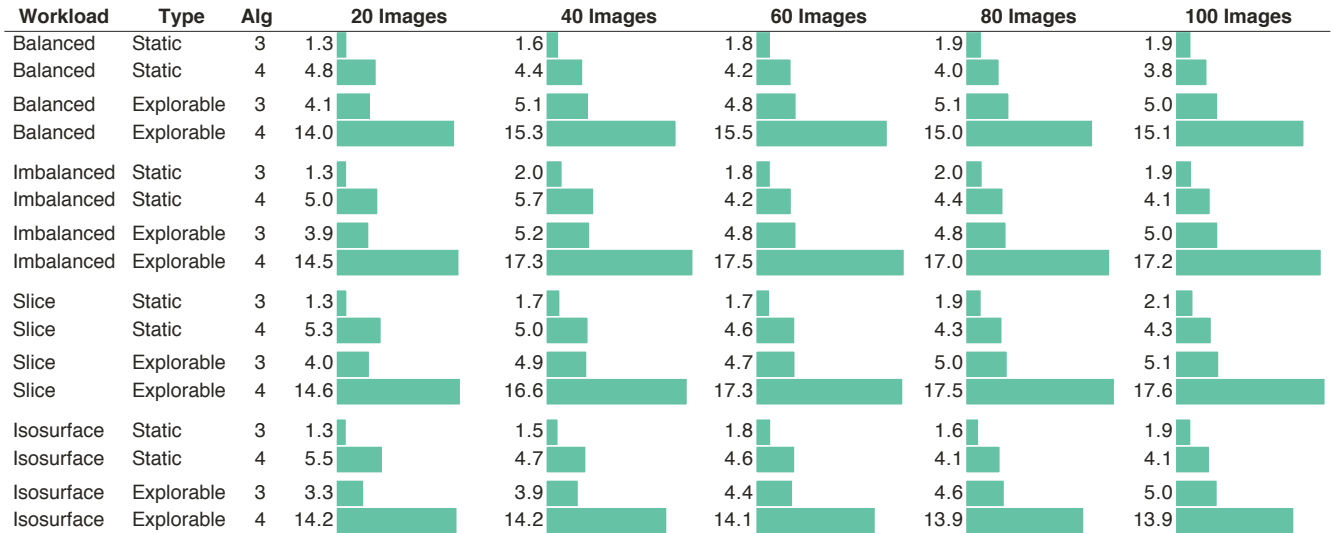 Workload Type Alg 20 Images 40 Images 60 Images 80 Images 100 Images
Balanced Static 3 1.3 1.6 1.8 1.9 1.9
Balanced Static 4 4.8 4.4 4.2 4.0 3.8
Balanced Explorable 3 4.1 5.1 4.8 5.1 5.0
Balanced Explorable 4 14.0 15.3 15.5 15.0 15.1
Imbalanced Static 3 1.3 2.0 1.8 2.0 1.9
Imbalanced Static 4 5.0 5.7 4.2 4.4 4.1
Imbalanced Explorable 3 3.9 5.2 4.8 4.8 5.0
Imbalanced Explorable 4 14.5 17.3 17.5 17.0 17.2
Slice Static 3 1.3 1.7 1.7 1.9 2.1
Slice Static 4 5.3 5.0 4.6 4.3 4.3
Slice Explorable 3 4.0 4.9 4.7 5.0 5.1
Slice Explorable 4 14.6 16.6 17.3 17.5 17.6
Isosurface Static 3 1.3 1.5 1.8 1.6 1.9
Isosurface Static 4 5.5 4.7 4.6 4.1 4.1
Isosurface Explorable 3 3.3 3.9 4.4 4.6 5.0
Isosurface Explorable 4 14.2 14.2 14.1 13.9 13.9